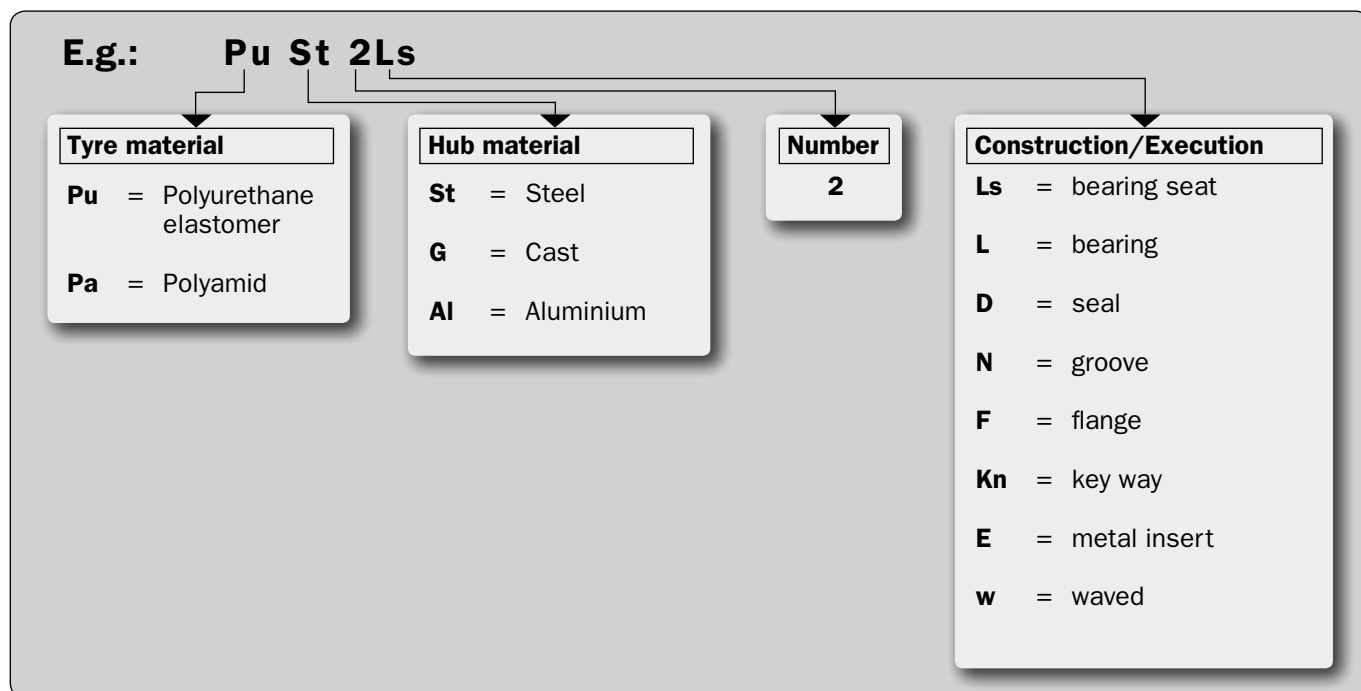 E.g.: Pu St 2Ls
Tyre material
Pu = Polyurethane
elastomer
Pa = Polyamid
Hub material
St = Steel
G = Cast
Al = Aluminium
Number
2
Construction/Execution
Ls = bearing seat
L = bearing
D = seal
N = groove
F = flange
Kn = key way
E = metal insert
w = waved